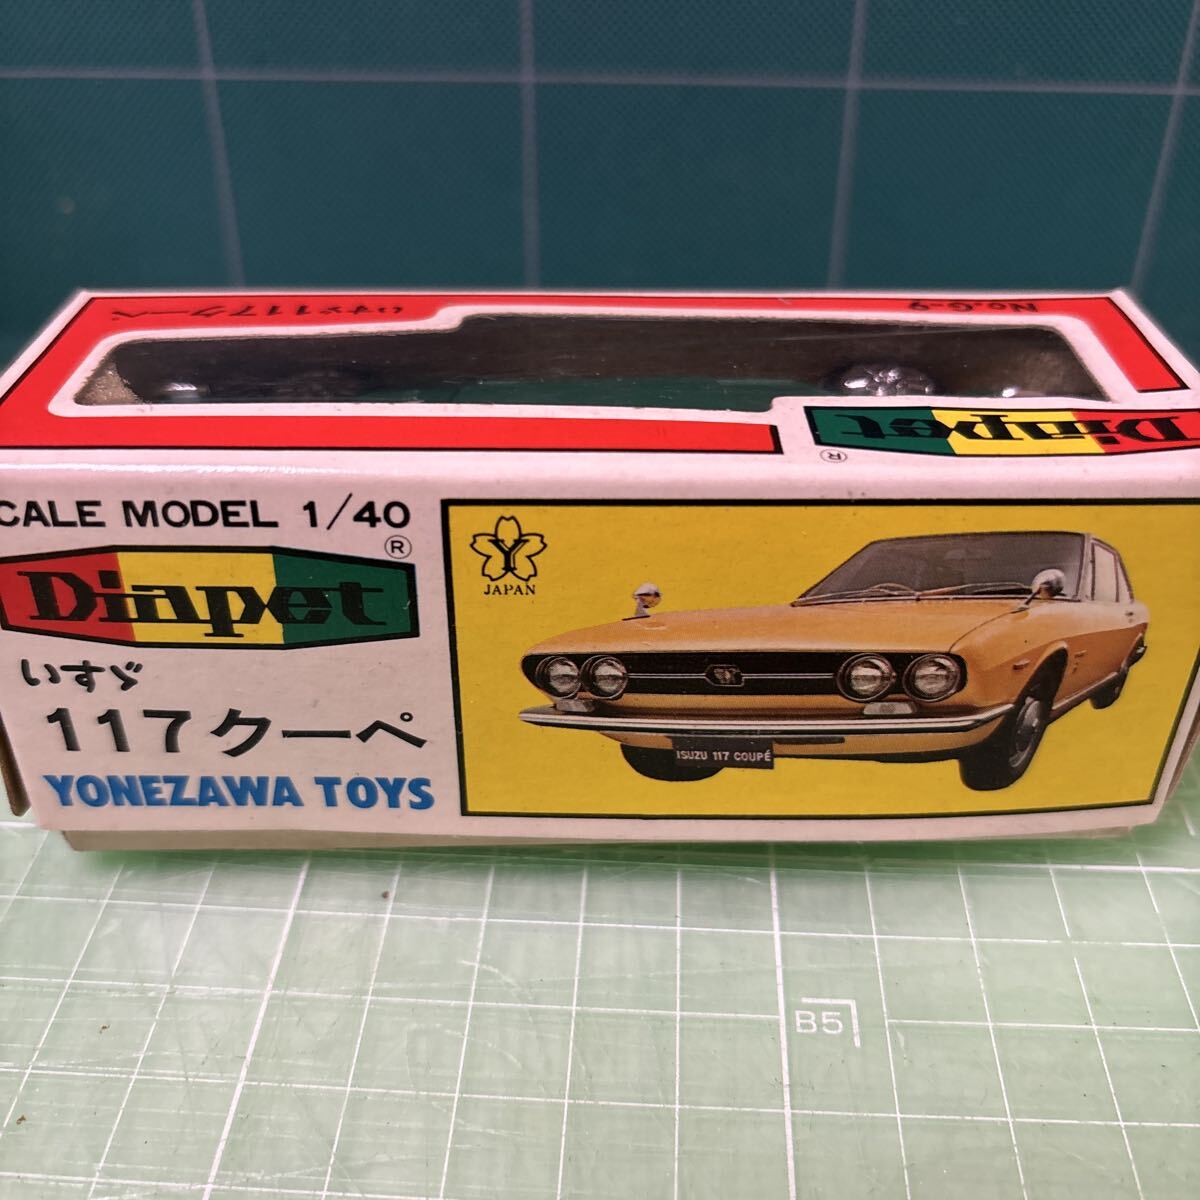 いすゞ117クーペ
No.G-9
Diapet
®
CALE MODEL 1/40
®
Diapet
いすゞ
117クーペ
YONEZAWA TOYS
Y
JAPAN
ISUZU 117 COUPÉ
B5